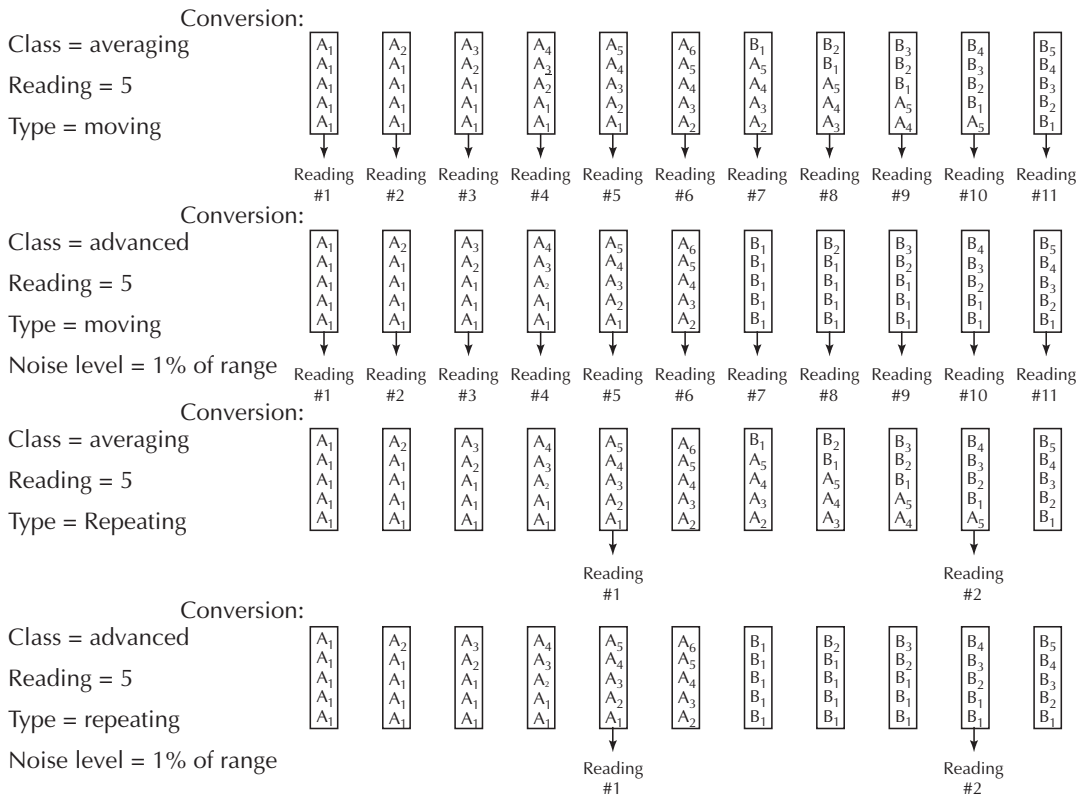 Conversion:
Class = averaging
Reading = 5
Type = moving
A₁ A₂ A₃ A₄ A₅ A₆ B₁ B₂ B₃ B₄ B₅
A₁ A₁ A₂ A₃ A₄ A₅ A₅ B₁ B₂ B₃ B₄
A₁ A₁ A₁ A₂ A₃ A₄ A₄ A₅ B₁ B₂ B₃
A₁ A₁ A₁ A₁ A₂ A₃ A₃ A₄ A₅ B₁ B₂
A₁ A₁ A₁ A₁ A₁ A₂ A₂ A₃ A₄ A₅ B₁
Reading Reading Reading Reading Reading Reading Reading Reading Reading Reading Reading
#1 #2 #3 #4 #5 #6 #7 #8 #9 #10 #11
Conversion:
Class = advanced
Reading = 5
Type = moving
Noise level = 1% of range
A₁ A₂ A₃ A₄ A₅ A₆ B₁ B₂ B₃ B₄ B₅
A₁ A₁ A₂ A₃ A₄ A₅ B₁ B₁ B₂ B₃ B₄
A₁ A₁ A₁ A₂ A₃ A₄ B₁ B₁ B₁ B₂ B₃
A₁ A₁ A₁ A₁ A₂ A₃ B₁ B₁ B₁ B₁ B₂
A₁ A₁ A₁ A₁ A₁ A₂ B₁ B₁ B₁ B₁ B₁
Reading Reading Reading Reading Reading Reading Reading Reading Reading Reading Reading
#1 #2 #3 #4 #5 #6 #7 #8 #9 #10 #11
Conversion:
Class = averaging
Reading = 5
Type = Repeating
A₁ A₂ A₃ A₄ A₅ A₆ B₁ B₂ B₃ B₄ B₅
A₁ A₁ A₂ A₃ A₄ A₅ A₅ B₁ B₂ B₃ B₄
A₁ A₁ A₁ A₂ A₃ A₄ A₄ A₅ B₁ B₂ B₃
A₁ A₁ A₁ A₁ A₂ A₃ A₃ A₄ A₅ B₁ B₂
A₁ A₁ A₁ A₁ A₁ A₂ A₂ A₃ A₄ A₅ B₁
Reading Reading
#1 #2
Conversion:
Class = advanced
Reading = 5
Type = repeating
Noise level = 1% of range
A₁ A₂ A₃ A₄ A₅ A₆ B₁ B₂ B₃ B₄ B₅
A₁ A₁ A₂ A₃ A₄ A₅ B₁ B₁ B₂ B₃ B₄
A₁ A₁ A₁ A₂ A₃ A₄ B₁ B₁ B₁ B₂ B₃
A₁ A₁ A₁ A₁ A₂ A₃ B₁ B₁ B₁ B₁ B₂
A₁ A₁ A₁ A₁ A₁ A₂ B₁ B₁ B₁ B₁ B₁
Reading Reading
#1 #2